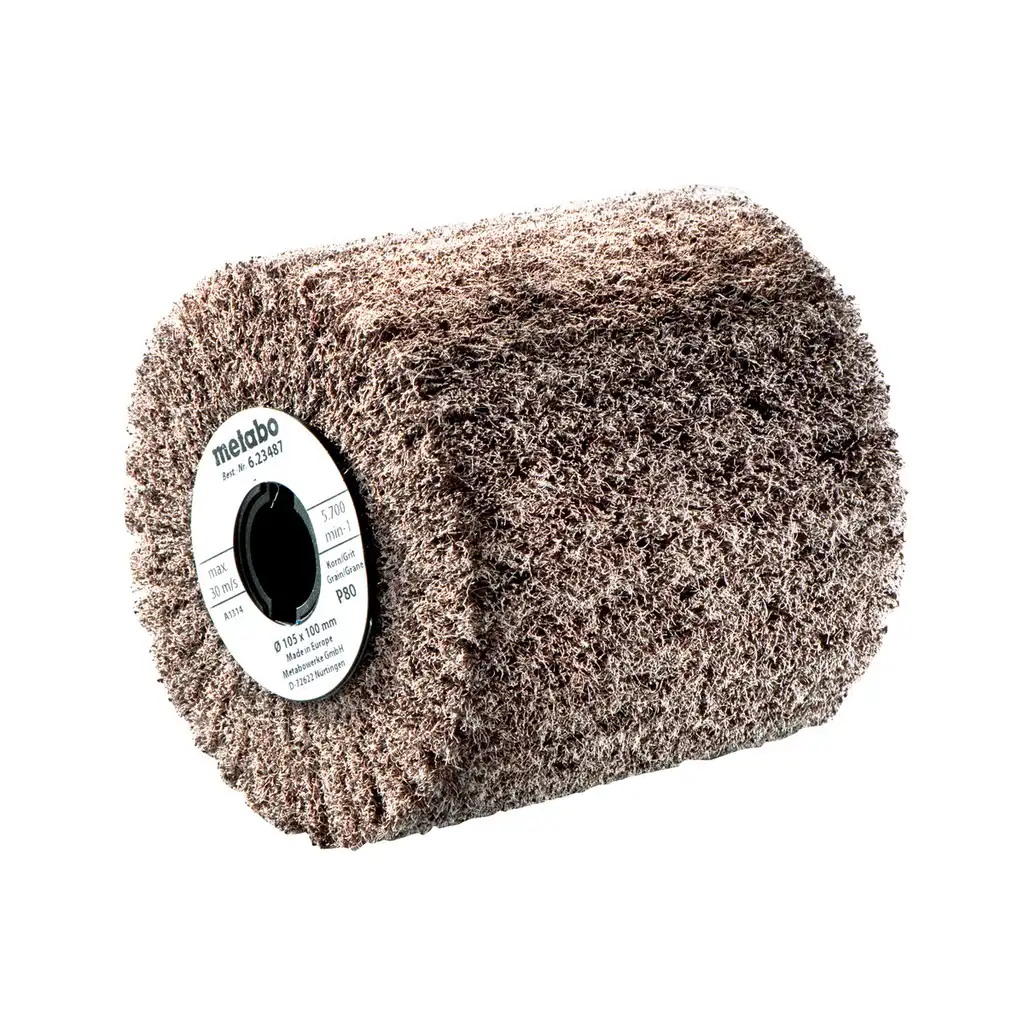 metabo
Best.-Nr. 6.23487
5.700
min-1
max.
30 m/s
Korn/Grit
Grain/Grane
P80
A1314
Ø 105 x 100 mm
Made in Europe
Metabowerke GmbH
D-72622 Nürtingen